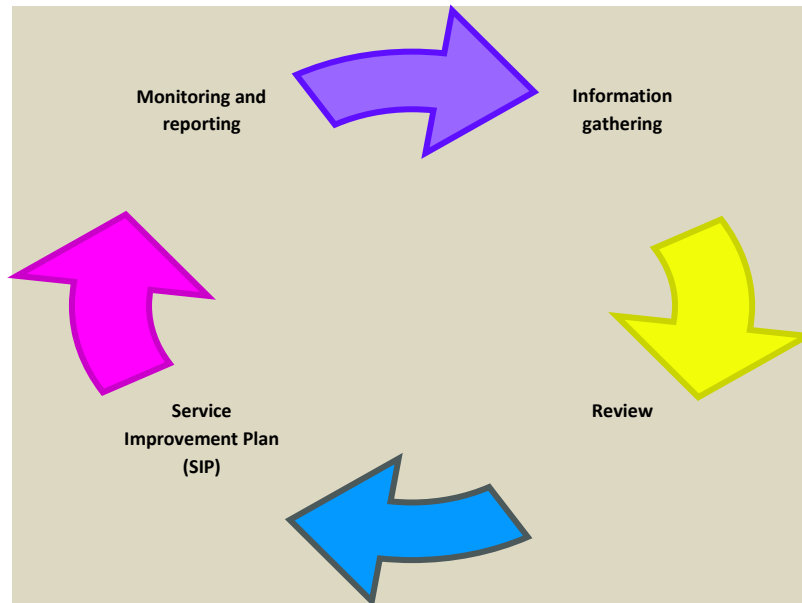 Monitoring and
reporting
Information
gathering
Review
Service
Improvement Plan
(SIP)